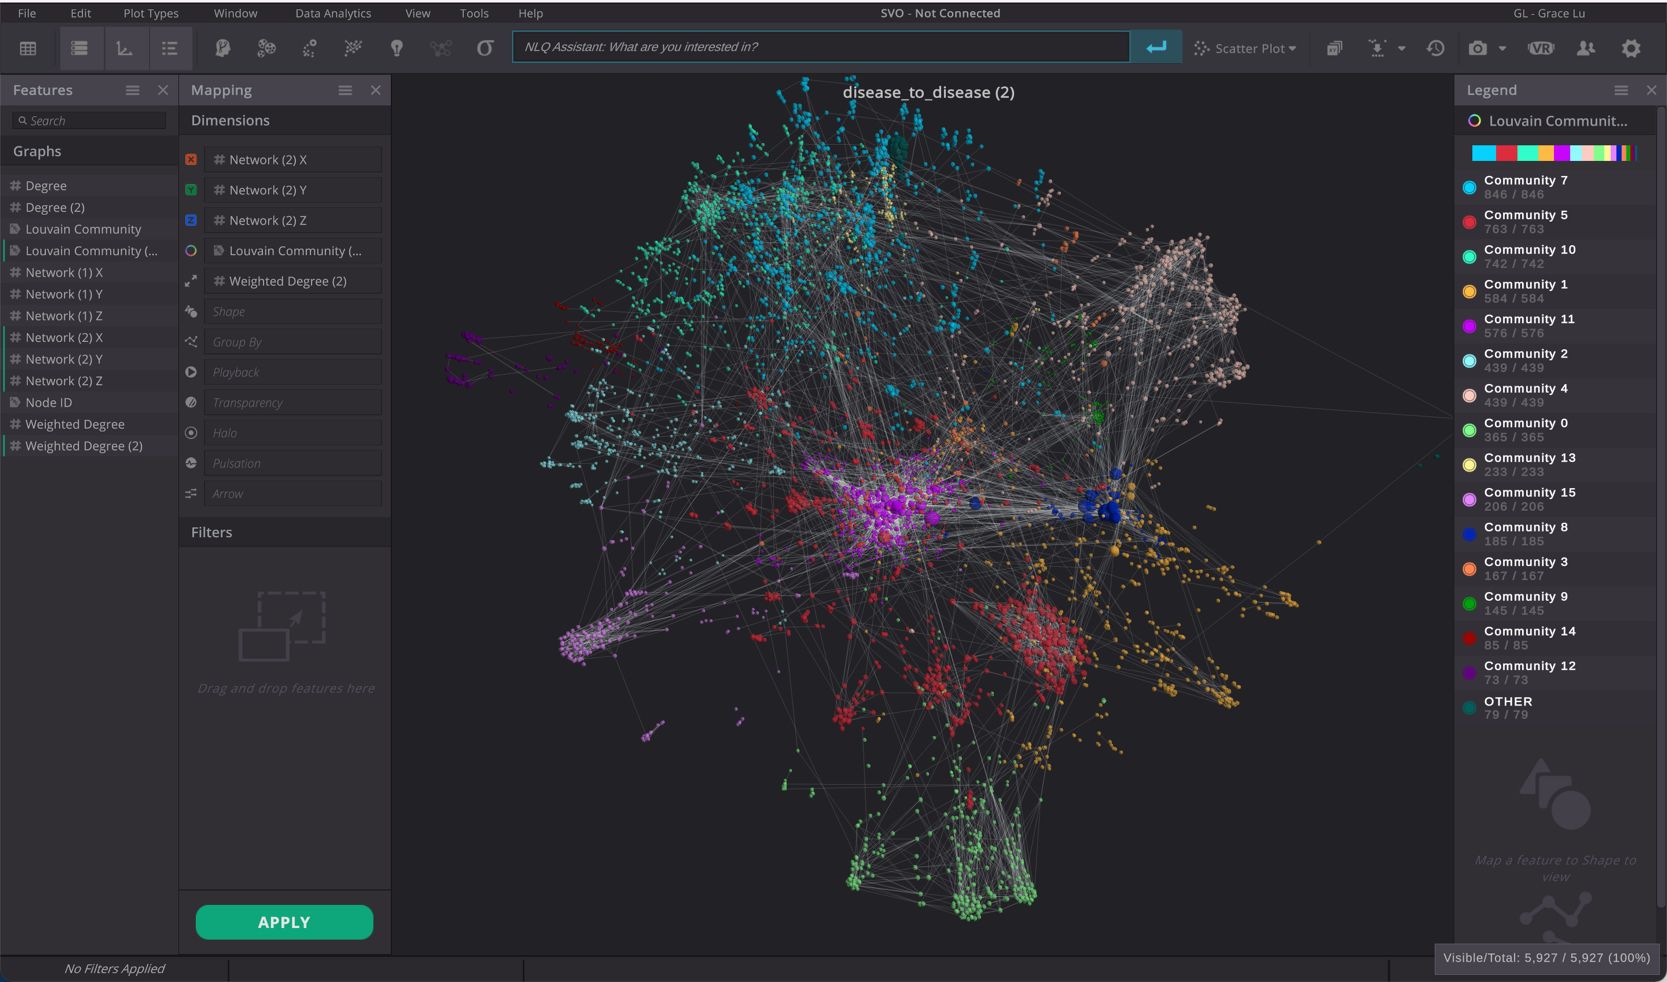 File Edit Plot Types Window Data Analytics View Tools Help SVO - Not Connected GL - Grace Lu
NLQ Assistant: What are you interested in? Scatter Plot VR
Features
Search
Graphs
# Degree
# Degree (2)
Louvain Community
Louvain Community (...
# Network (1) X
# Network (1) Y
# Network (1) Z
# Network (2) X
# Network (2) Y
# Network (2) Z
Node ID
# Weighted Degree
# Weighted Degree (2)
Mapping
Dimensions
X # Network (2) X
Y # Network (2) Y
Z # Network (2) Z
Louvain Community (...
# Weighted Degree (2)
Shape
Group By
Playback
Transparency
Halo
Pulsation
Arrow
Filters
Drag and drop features here
APPLY
disease_to_disease (2)
Legend
Louvain Communit...
Community 7
846 / 846
Community 5
763 / 763
Community 10
742 / 742
Community 1
584 / 584
Community 11
576 / 576
Community 2
439 / 439
Community 4
439 / 439
Community 0
365 / 365
Community 13
233 / 233
Community 15
206 / 206
Community 8
185 / 185
Community 3
167 / 167
Community 9
145 / 145
Community 14
85 / 85
Community 12
73 / 73
OTHER
79 / 79
Map a feature to Shape to
view
Visible/Total: 5,927 / 5,927 (100%)
No Filters Applied